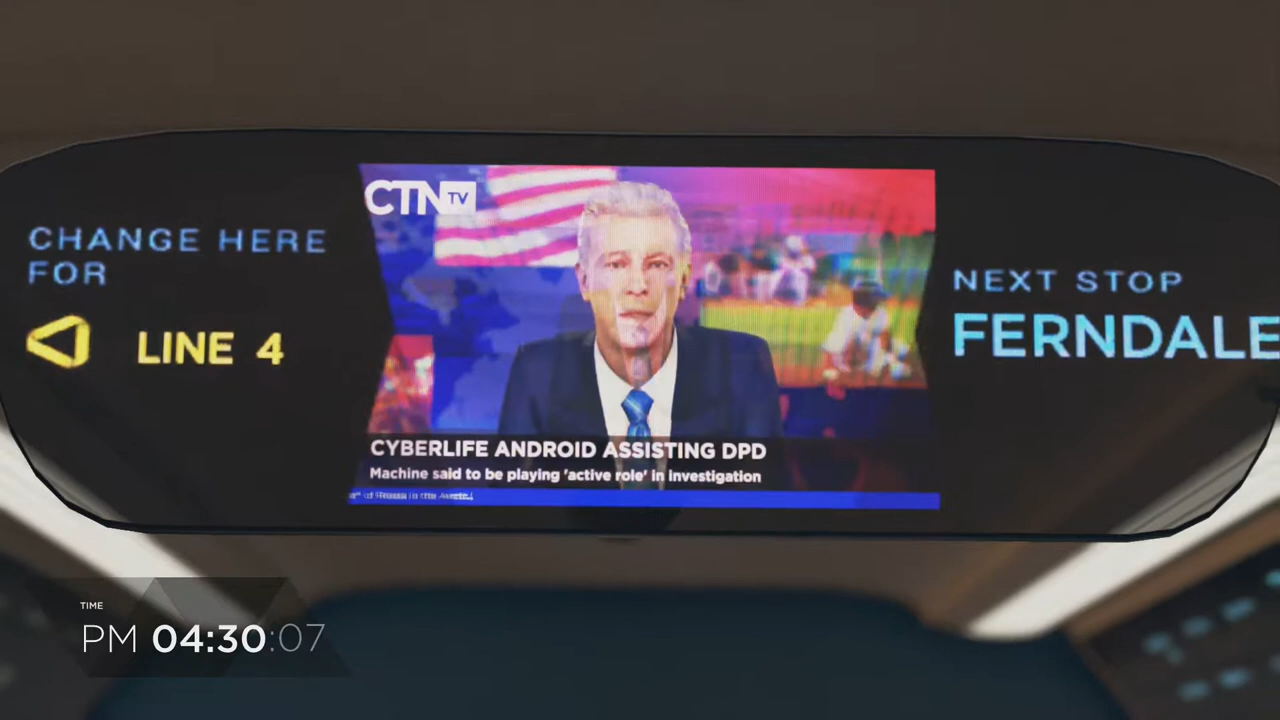 CHANGE HERE
FOR
LINE 4
CTN TV
CYBERLIFE ANDROID ASSISTING DPD
Machine said to be playing 'active role' in investigation
NEXT STOP
FERNDALE
TIME
PM 04:30:07